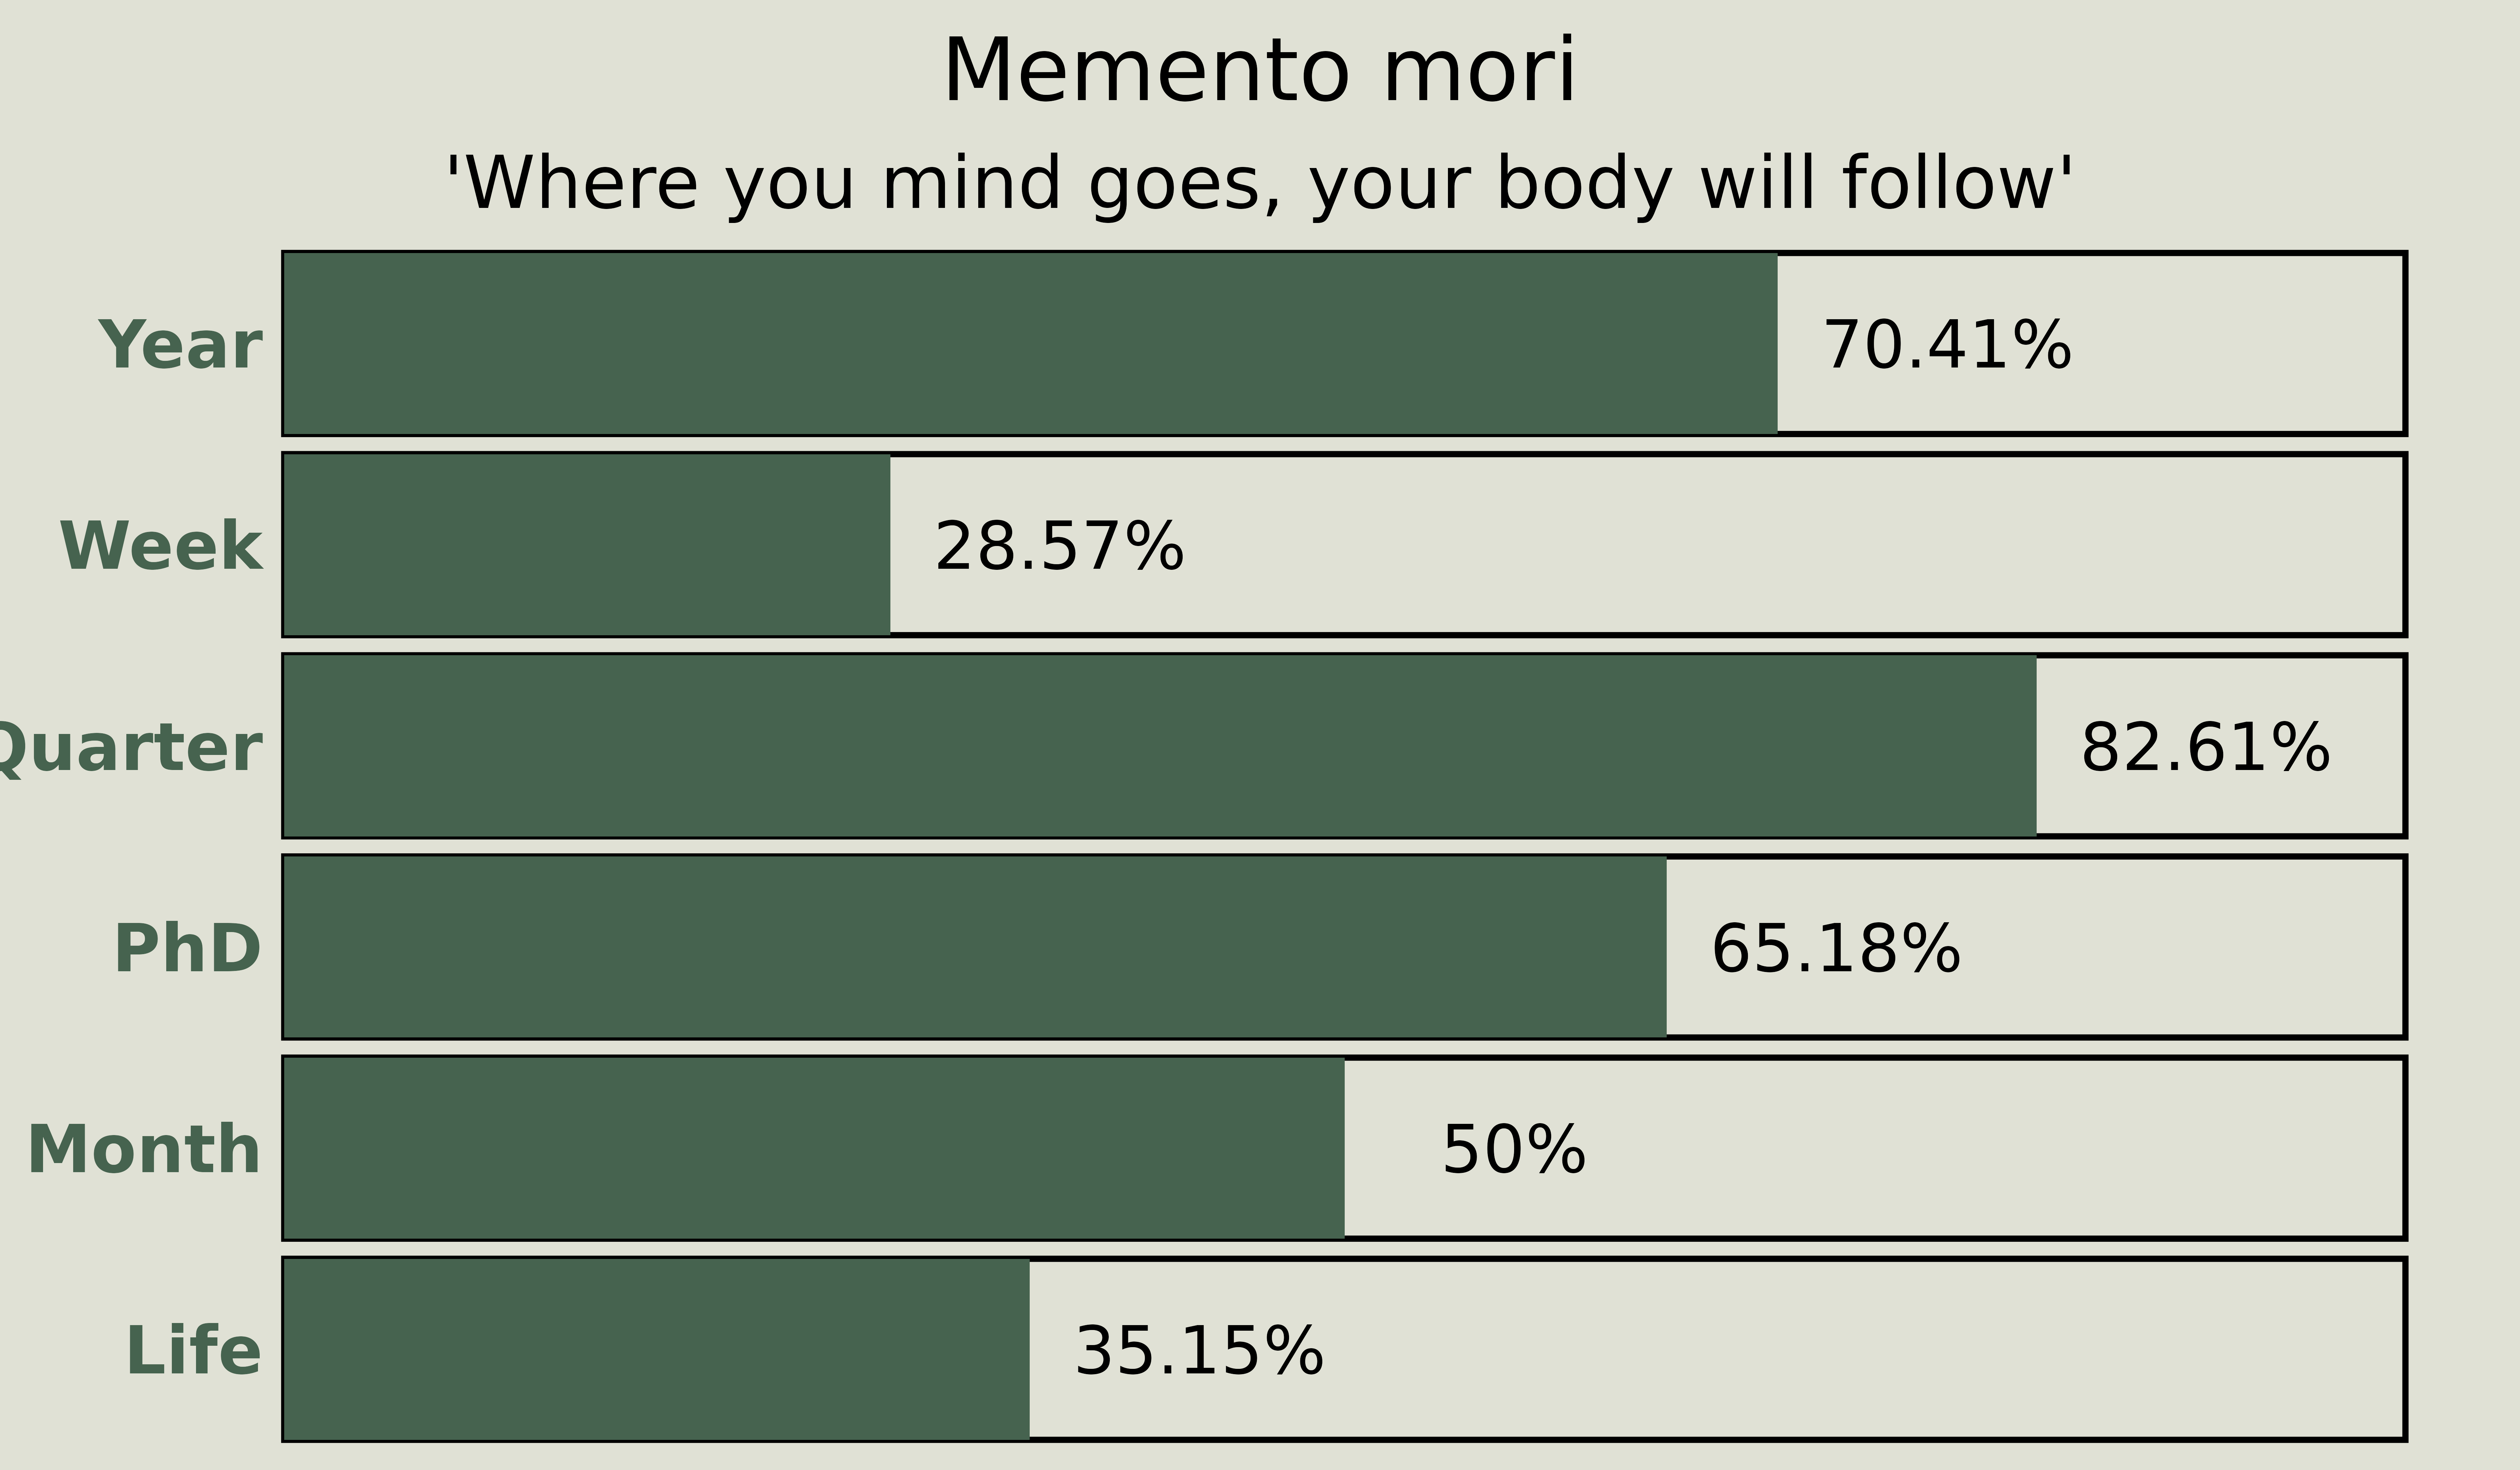 Memento mori
'Where you mind goes, your body will follow'
Year 70.41%
Week 28.57%
Quarter 82.61%
PhD 65.18%
Month 50%
Life 35.15%